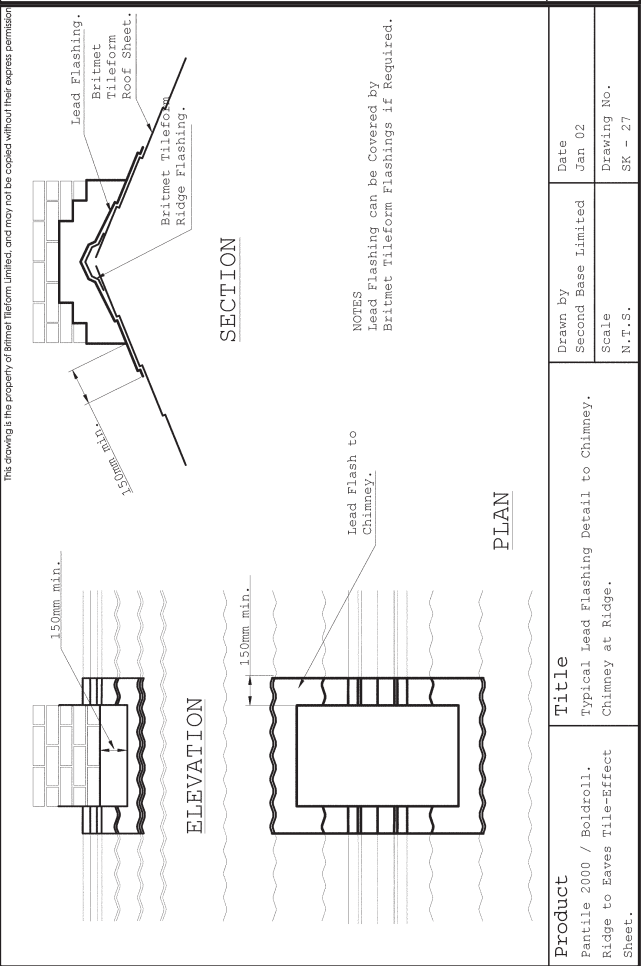 This drawing is the property of Britmet Tileform Limited, and may not be copied without their express permission
150mm min.
ELEVATION
150mm min.
Lead Flash to
Chimney.
PLAN
150mm min.
Lead Flashing.
Britmet
Tileform
Roof Sheet.
Britmet Tileform
Ridge Flashing.
SECTION
NOTES
Lead Flashing can be Covered by
Britmet Tileform Flashings if Required.
Product
Pantile 2000 / Boldroll.
Ridge to Eaves Tile-Effect
Sheet.
Title
Typical Lead Flashing Detail to Chimney.
Chimney at Ridge.
Drawn by
Second Base Limited
Date
Jan 02
Scale
N.T.S.
Drawing No.
SK - 27